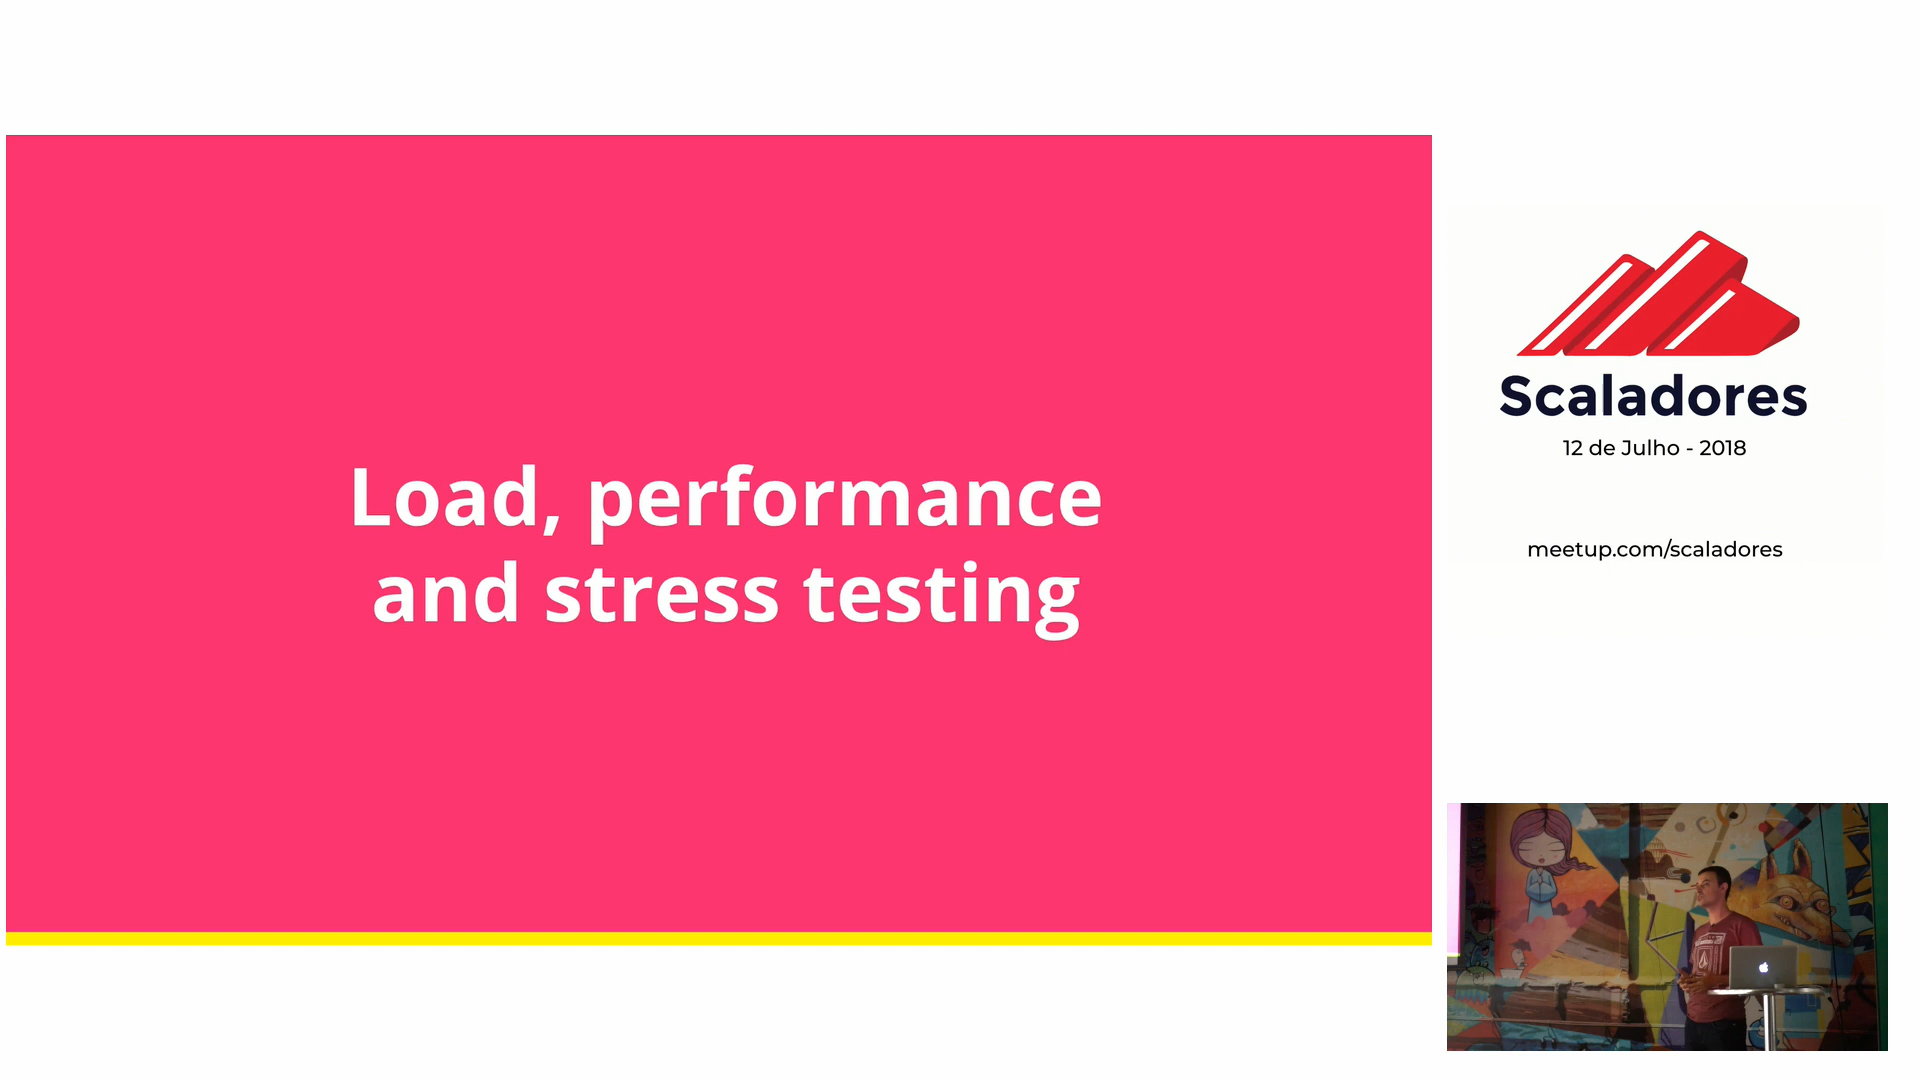 Load, performance
and stress testing
Scaladores
12 de Julho - 2018
meetup.com/scaladores